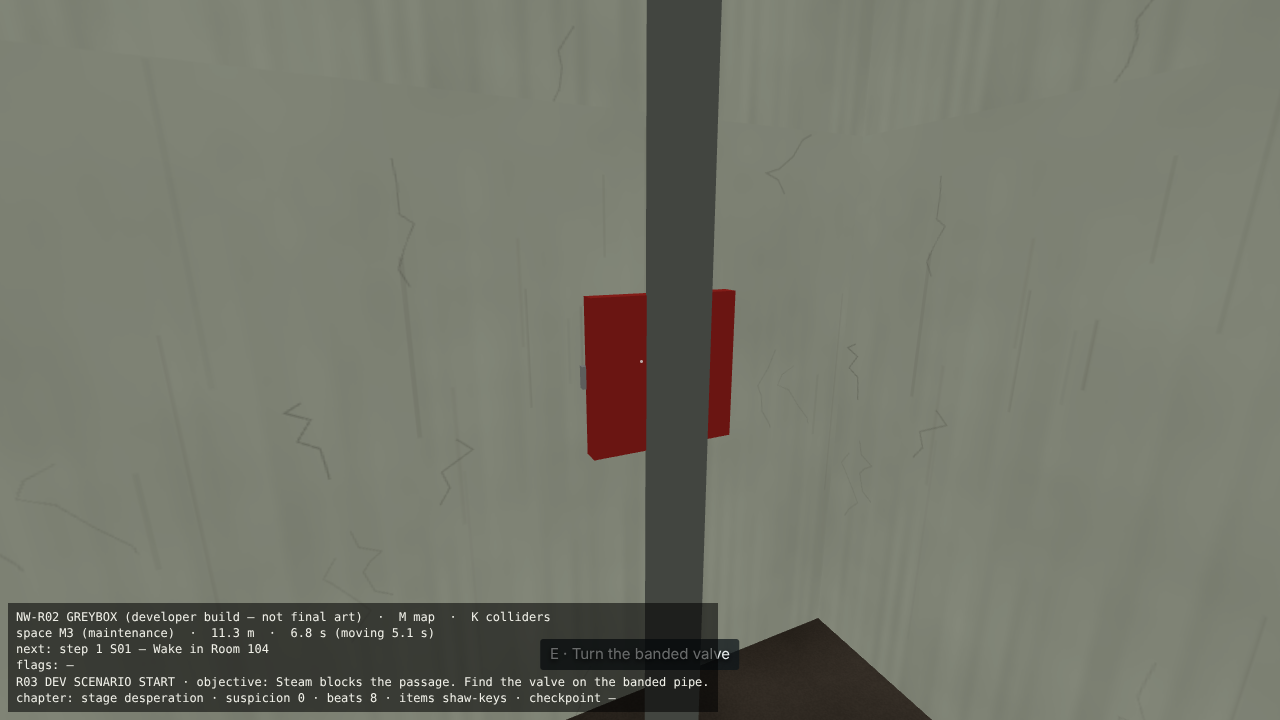 NW-R02 GREYBOX (developer build — not final art)  ·  M map  ·  K colliders
space M3 (maintenance)  ·  11.3 m  ·  6.8 s (moving 5.1 s)
next: step 1 S01 — Wake in Room 104
E · Turn the banded valve
flags: —
R03 DEV SCENARIO START · objective: Steam blocks the passage. Find the valve on the banded pipe.
chapter: stage desperation · suspicion 0 · beats 8 · items shaw-keys · checkpoint —